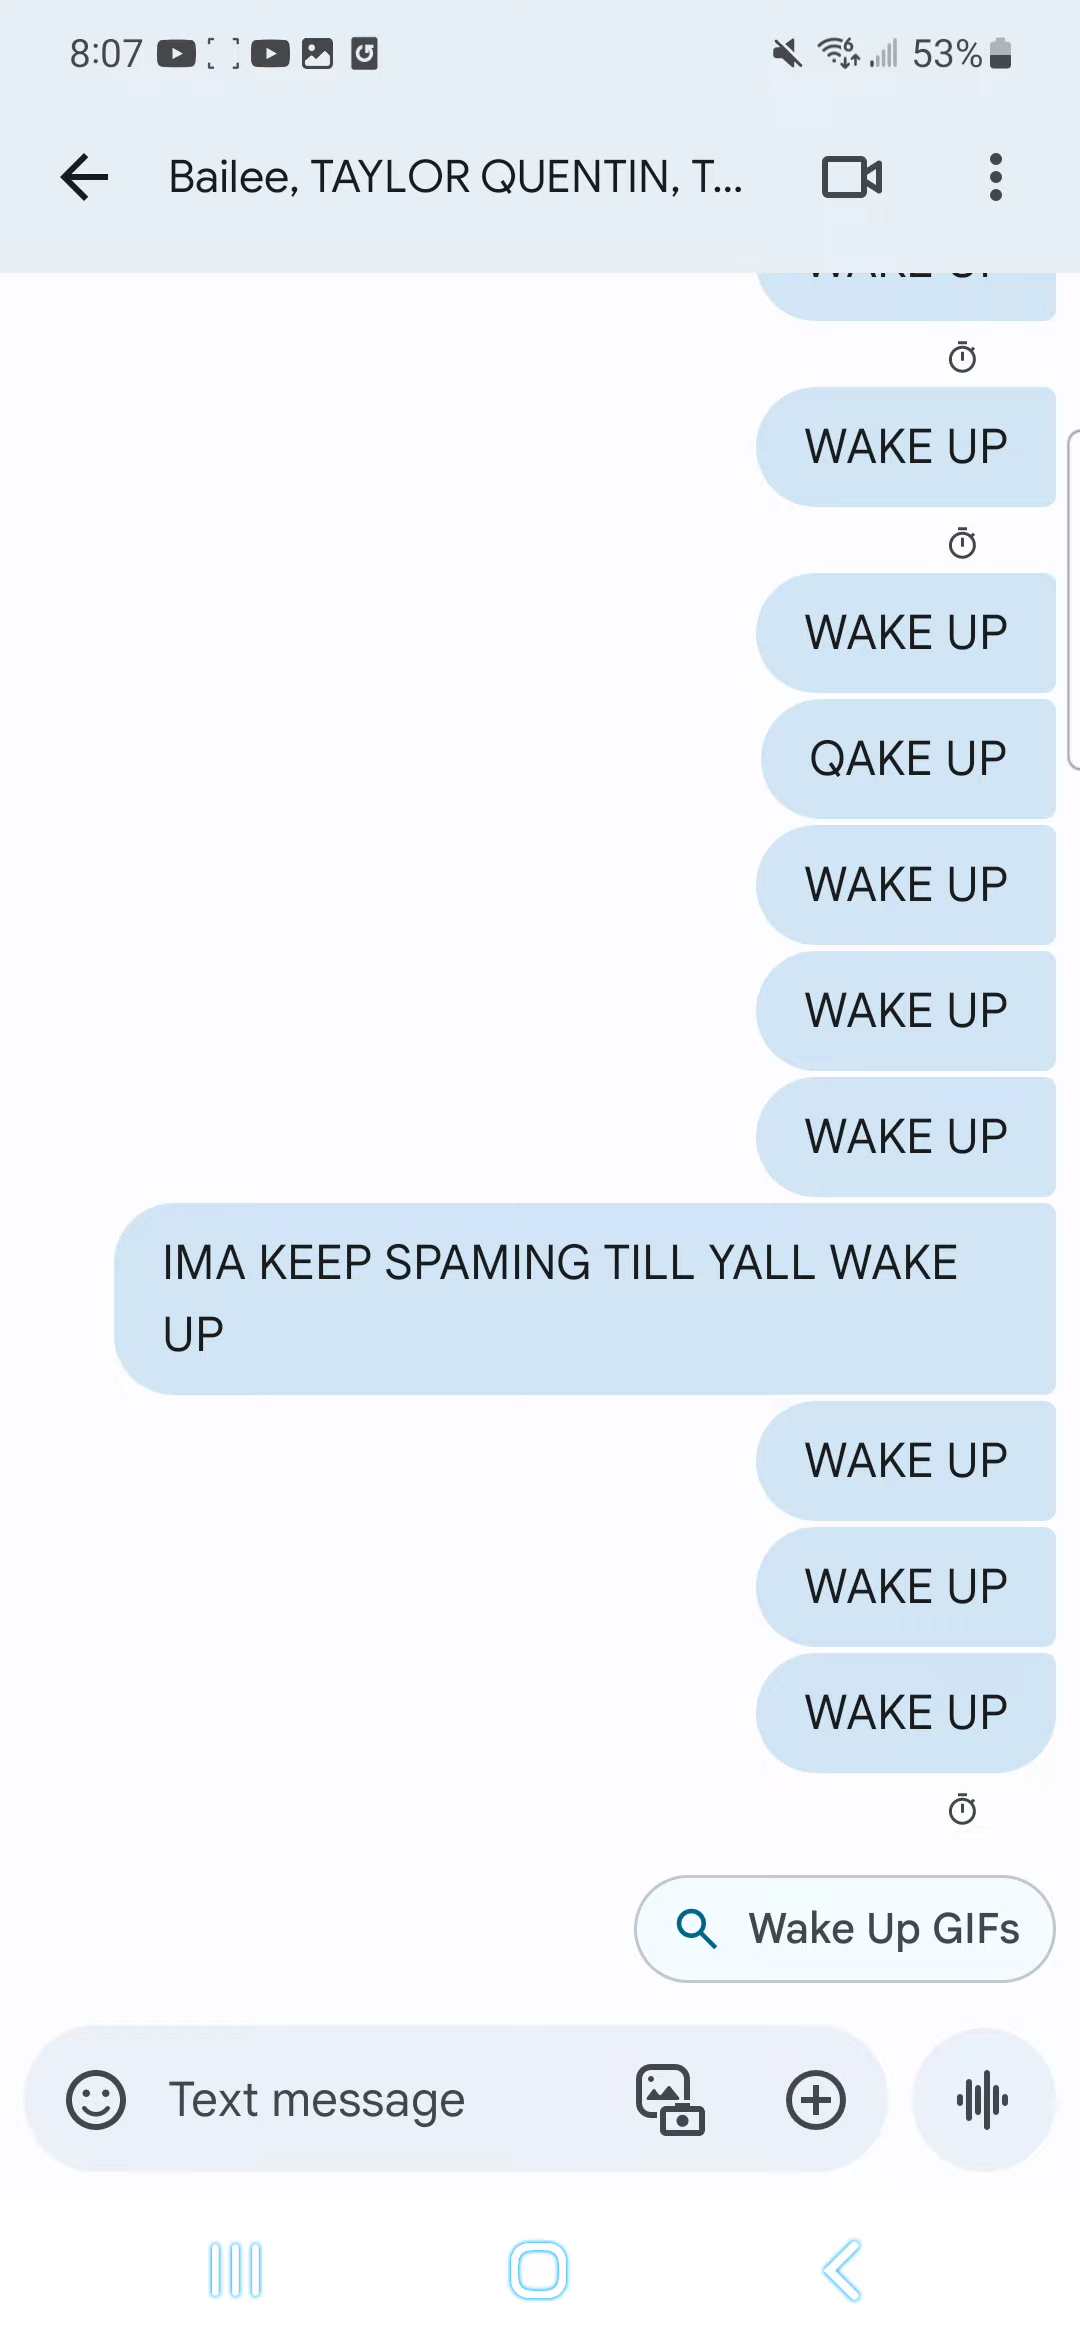 8:07
53%
Bailee, TAYLOR QUENTIN, T...
WAKE UP
WAKE UP
QAKE UP
WAKE UP
WAKE UP
WAKE UP
IMA KEEP SPAMING TILL YALL WAKE
UP
WAKE UP
WAKE UP
WAKE UP
Wake Up GIFs
Text message